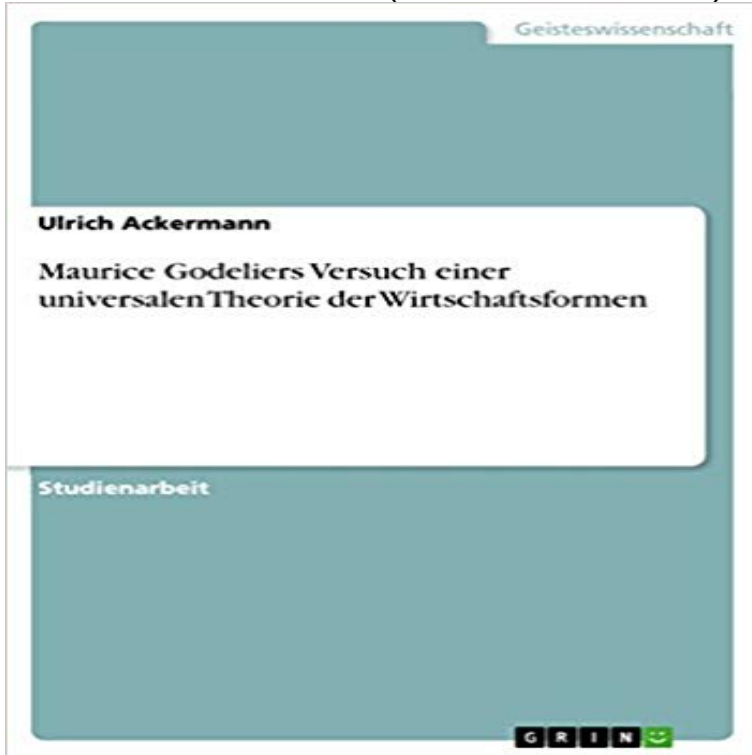 Geisteswissenschaft
Ulrich Ackermann
Maurice Godeliers Versuch einer
universalen Theorie der Wirtschaftsformen
Studienarbeit
GRIN